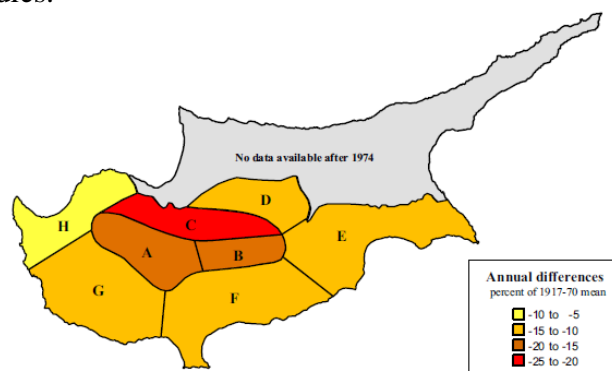 No data available after 1974
D
H
C
E
A
B
G
F
Annual differences
percent of 1917-70 mean
-10 to -5
-15 to -10
-20 to -15
-25 to -20